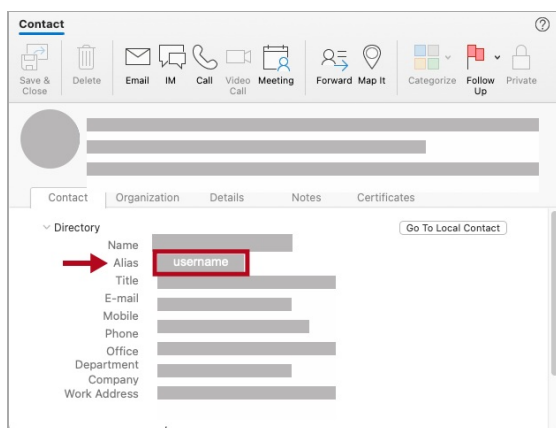 Contact
?
Save & Close Delete Email IM Call Video Call Meeting Forward Map It Categorize Follow Up Private
Contact Organization Details Notes Certificates
Directory Go To Local Contact
Name
Alias username
Title
E-mail
Mobile
Phone
Office
Department
Company
Work Address